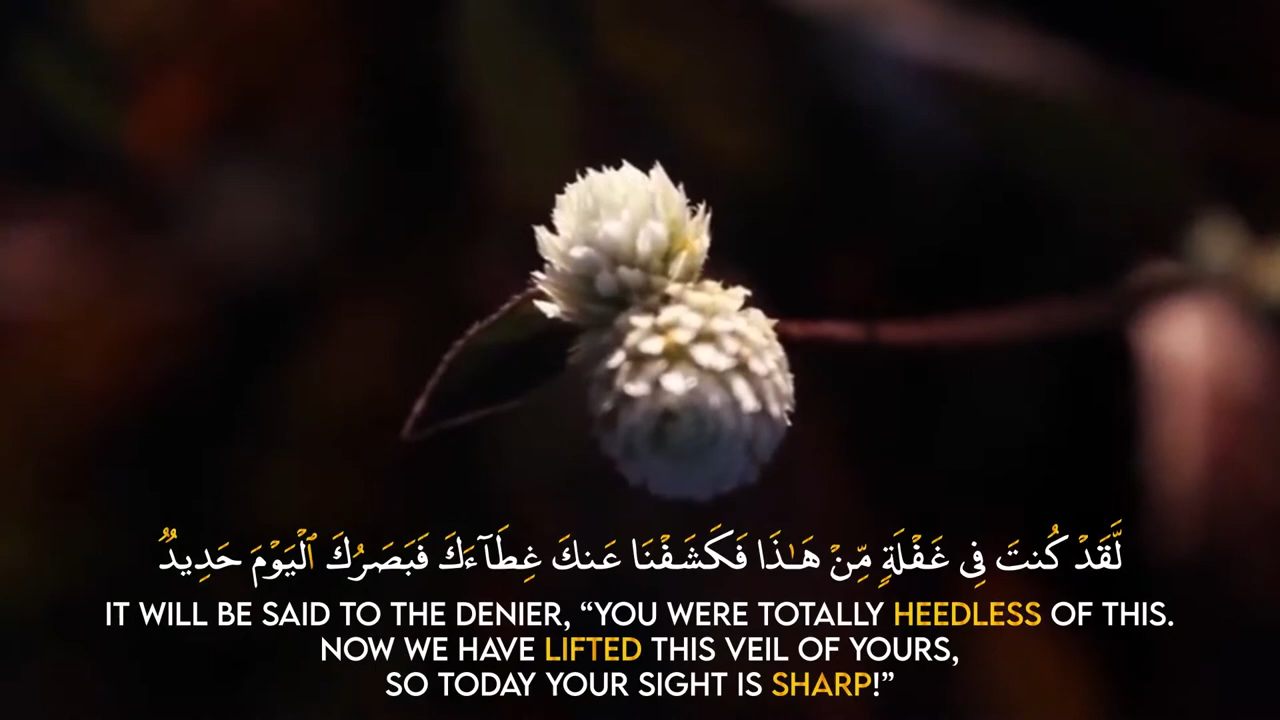 لَّقَدْ كُنتَ فِى غَفْلَةٍ مِّنْ هَـٰذَا فَكَشَفْنَا عَنكَ غِطَآءَكَ فَبَصَرُكَ ٱلْيَوْمَ حَدِيدٌ
IT WILL BE SAID TO THE DENIER, “YOU WERE TOTALLY HEEDLESS OF THIS.
NOW WE HAVE LIFTED THIS VEIL OF YOURS,
SO TODAY YOUR SIGHT IS SHARP!”